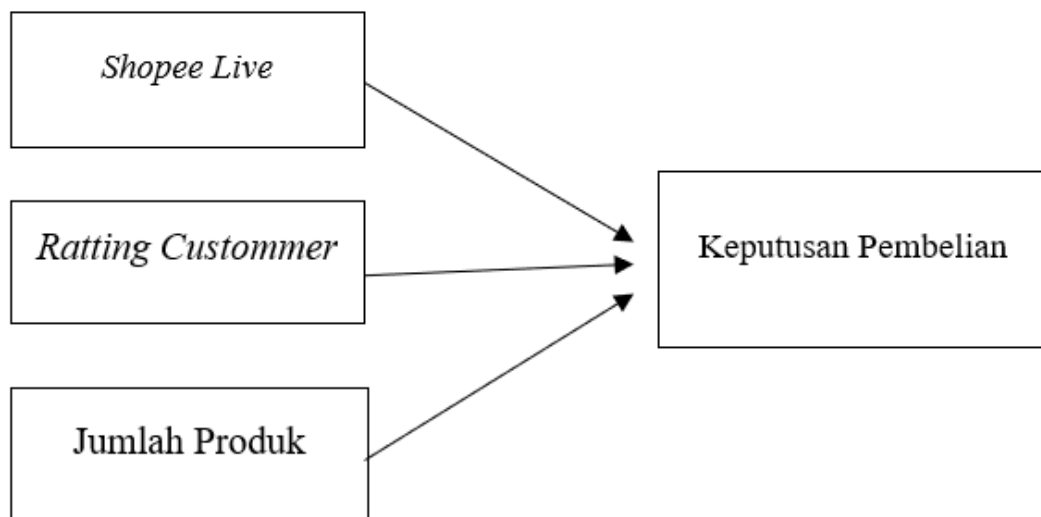 Shopee Live
Ratting Custommer
Keputusan Pembelian
Jumlah Produk